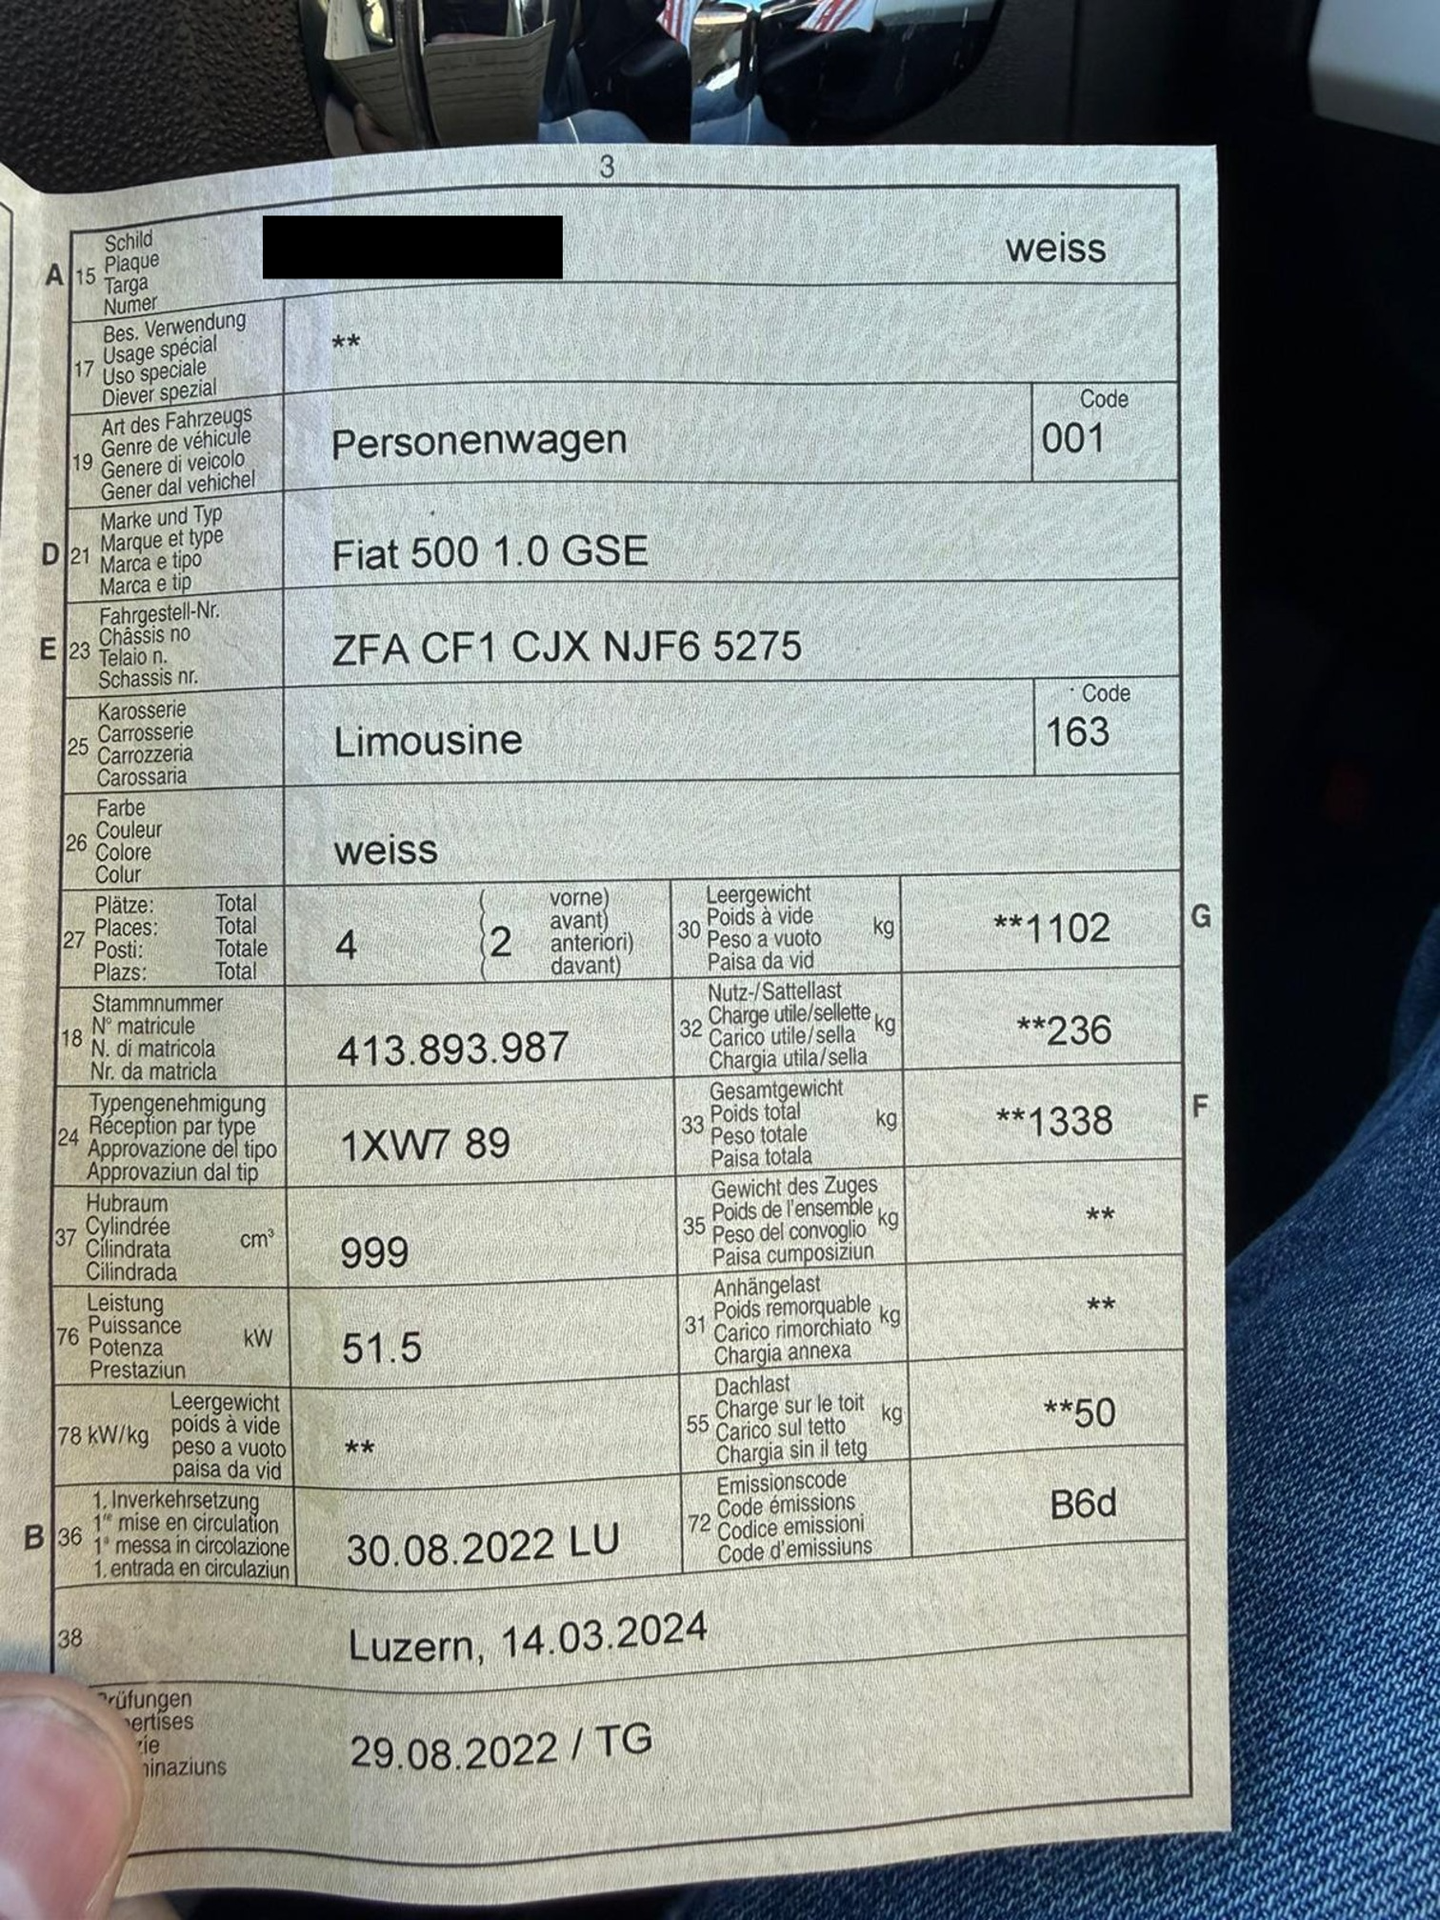 3
A 15 Schild
Plaque
Targa
Numer
weiss
17 Bes. Verwendung
Usage spécial
Uso speciale
Diever spezial
**
19 Art des Fahrzeugs
Genre de véhicule
Genere di veicolo
Gener dal vehichel
Personenwagen
Code
001
D 21 Marke und Typ
Marque et type
Marca e tipo
Marca e tip
Fiat 500 1.0 GSE
E 23 Fahrgestell-Nr.
Châssis no
Telaio n.
Schassis nr.
ZFA CF1 CJX NJF6 5275
25 Karosserie
Carrosserie
Carrozzeria
Carossaria
Limousine
Code
163
26 Farbe
Couleur
Colore
Colur
weiss
27 Plätze: Total
Places: Total
Posti: Totale
Plazs: Total
4 ( 2 vorne)
( avant)
( anteriori)
( davant)
30 Leergewicht
Poids à vide kg
Peso a vuoto
Paisa da vid
**1102 G
18 Stammnummer
N° matricule
N. di matricola
Nr. da matricla
413.893.987
32 Nutz-/Sattellast
Charge utile/sellette kg
Carico utile/sella
Chargia utila/sella
**236
24 Typengenehmigung
Réception par type
Approvazione del tipo
Approvaziun dal tip
1XW7 89
33 Gesamtgewicht
Poids total kg
Peso totale
Paisa totala
**1338 F
37 Hubraum
Cylindrée cm³
Cilindrata
Cilindrada
999
35 Gewicht des Zuges
Poids de l'ensemble kg
Peso del convoglio
Paisa cumposiziun
**
76 Leistung
Puissance kW
Potenza
Prestaziun
51.5
31 Anhängelast
Poids remorquable kg
Carico rimorchiato
Chargia annexa
**
78 kW/kg Leergewicht
poids à vide
peso a vuoto
paisa da vid
**
55 Dachlast
Charge sur le toit kg
Carico sul tetto
Chargia sin il tetg
**50
B 36 1. Inverkehrsetzung
1re mise en circulation
1a messa in circolazione
1. entrada en circulaziun
30.08.2022 LU
72 Emissionscode
Code émissions
Codice emissioni
Code d'emissiuns
B6d
38 Luzern, 14.03.2024
rüfungen
ertises
ie
inaziuns
29.08.2022 / TG